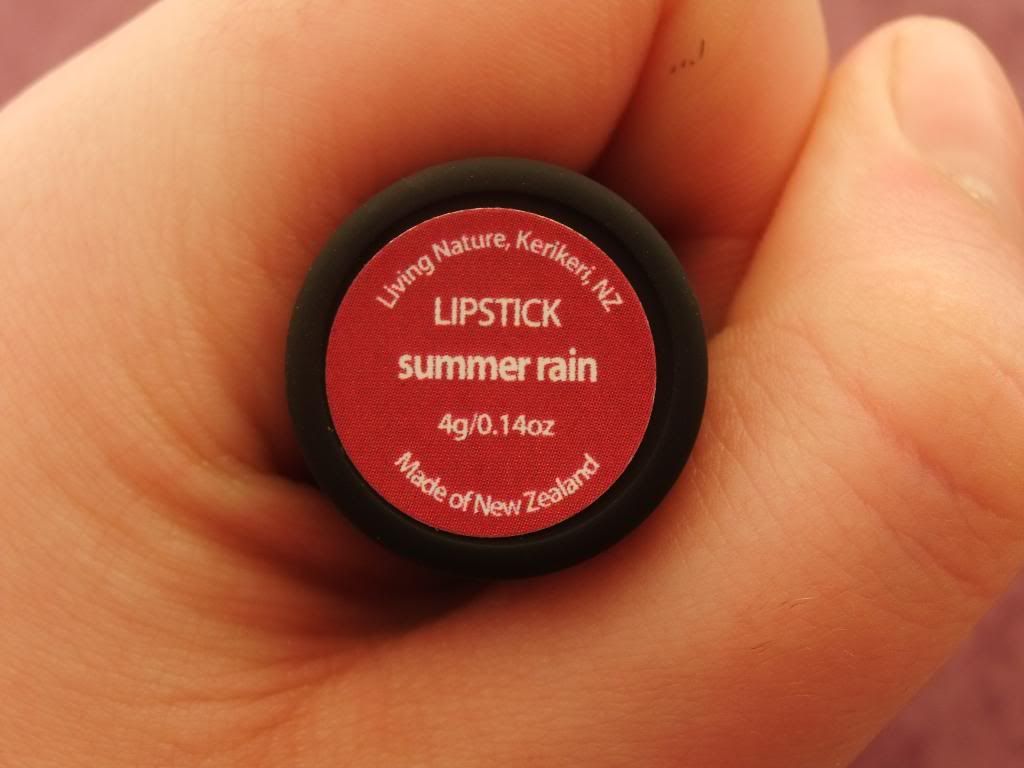 Living Nature, Kerikeri, NZ
LIPSTICK
summer rain
4g/0.14oz
Made of New Zealand